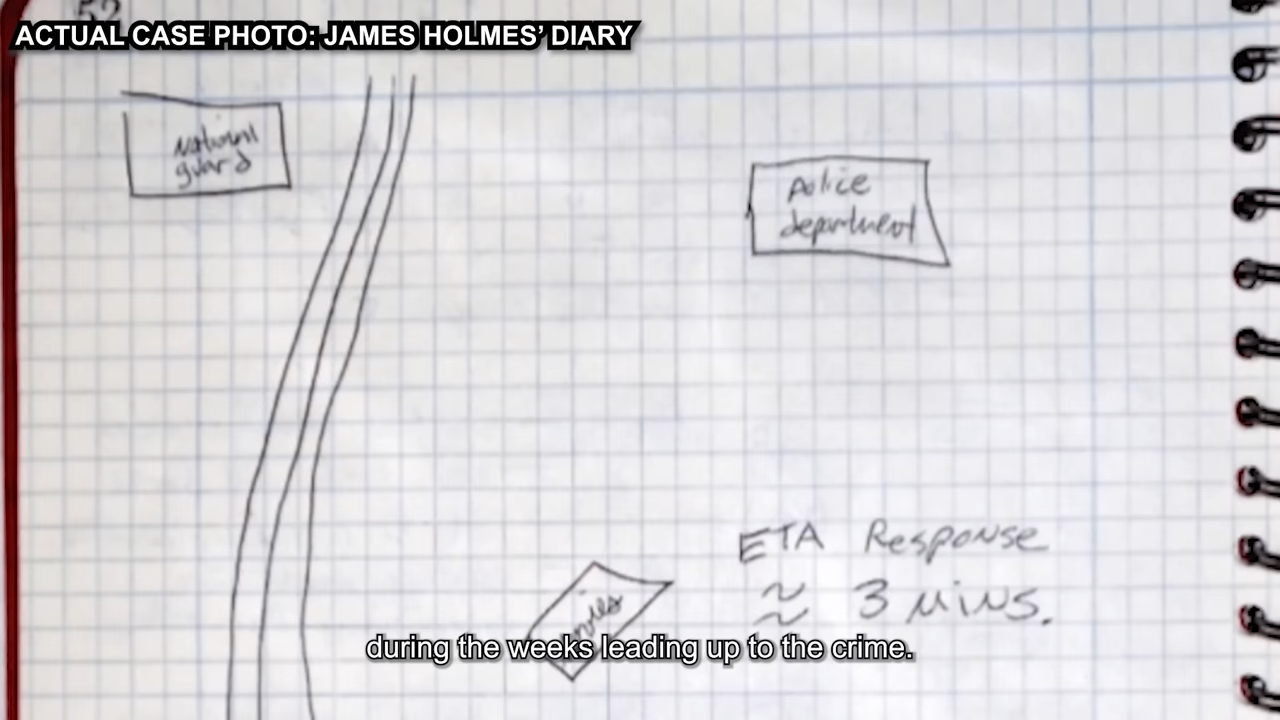 52
ACTUAL CASE PHOTO: JAMES HOLMES' DIARY
National
guard
police
department
ETA Response
≈ 3 mins.
during the weeks leading up to the crime.